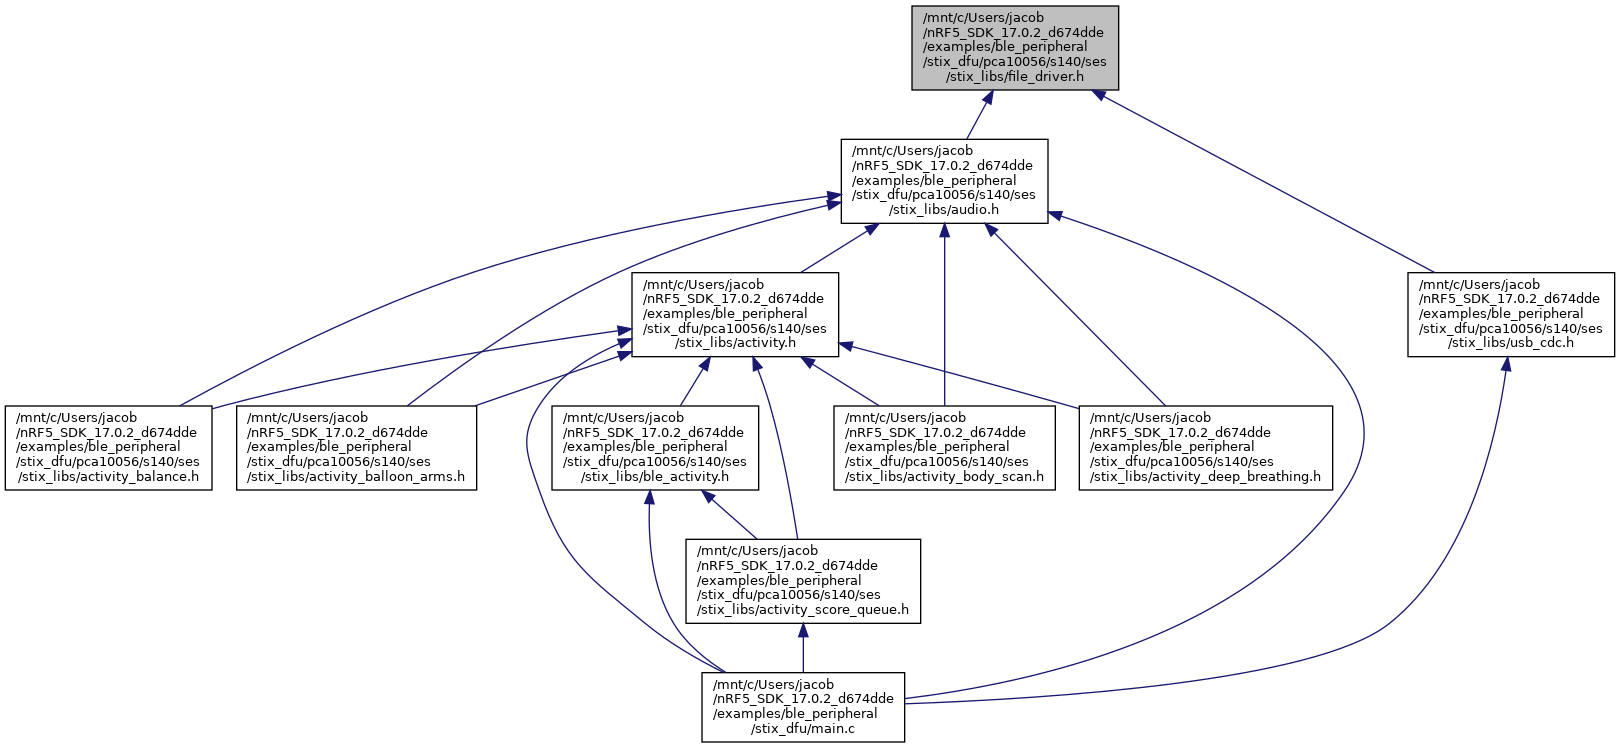 /mnt/c/Users/jacob
/nRF5_SDK_17.0.2_d674dde
/examples/ble_peripheral
/stix_dfu/pca10056/s140/ses
/stix_libs/file_driver.h
/mnt/c/Users/jacob
/nRF5_SDK_17.0.2_d674dde
/examples/ble_peripheral
/stix_dfu/pca10056/s140/ses
/stix_libs/audio.h
/mnt/c/Users/jacob
/nRF5_SDK_17.0.2_d674dde
/examples/ble_peripheral
/stix_dfu/pca10056/s140/ses
/stix_libs/activity.h
/mnt/c/Users/jacob
/nRF5_SDK_17.0.2_d674dde
/examples/ble_peripheral
/stix_dfu/pca10056/s140/ses
/stix_libs/usb_cdc.h
/mnt/c/Users/jacob
/nRF5_SDK_17.0.2_d674dde
/examples/ble_peripheral
/stix_dfu/pca10056/s140/ses
/stix_libs/activity_balance.h
/mnt/c/Users/jacob
/nRF5_SDK_17.0.2_d674dde
/examples/ble_peripheral
/stix_dfu/pca10056/s140/ses
/stix_libs/activity_balloon_arms.h
/mnt/c/Users/jacob
/nRF5_SDK_17.0.2_d674dde
/examples/ble_peripheral
/stix_dfu/pca10056/s140/ses
/stix_libs/ble_activity.h
/mnt/c/Users/jacob
/nRF5_SDK_17.0.2_d674dde
/examples/ble_peripheral
/stix_dfu/pca10056/s140/ses
/stix_libs/activity_body_scan.h
/mnt/c/Users/jacob
/nRF5_SDK_17.0.2_d674dde
/examples/ble_peripheral
/stix_dfu/pca10056/s140/ses
/stix_libs/activity_deep_breathing.h
/mnt/c/Users/jacob
/nRF5_SDK_17.0.2_d674dde
/examples/ble_peripheral
/stix_dfu/pca10056/s140/ses
/stix_libs/activity_score_queue.h
/mnt/c/Users/jacob
/nRF5_SDK_17.0.2_d674dde
/examples/ble_peripheral
/stix_dfu/main.c